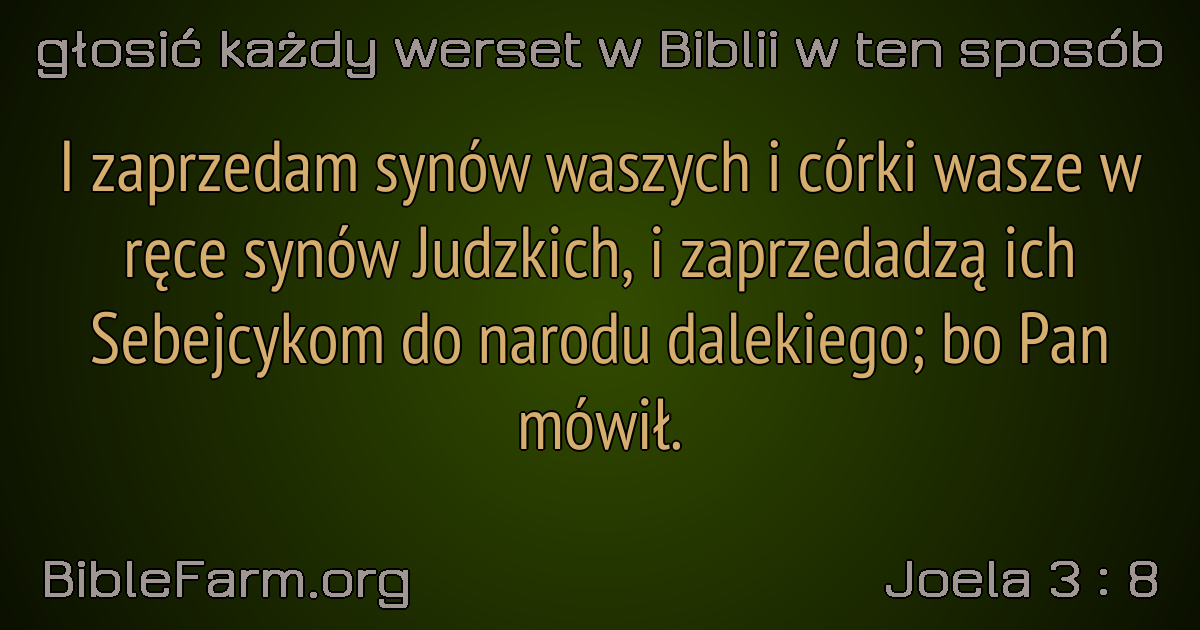 głosić każdy werset w Biblii w ten sposób
I zaprzedam synów waszych i córki wasze w
ręce synów Judzkich, i zaprzedadzą ich
Sebejcykom do narodu dalekiego; bo Pan
mówił.
BibleFarm.org
Joela 3 : 8